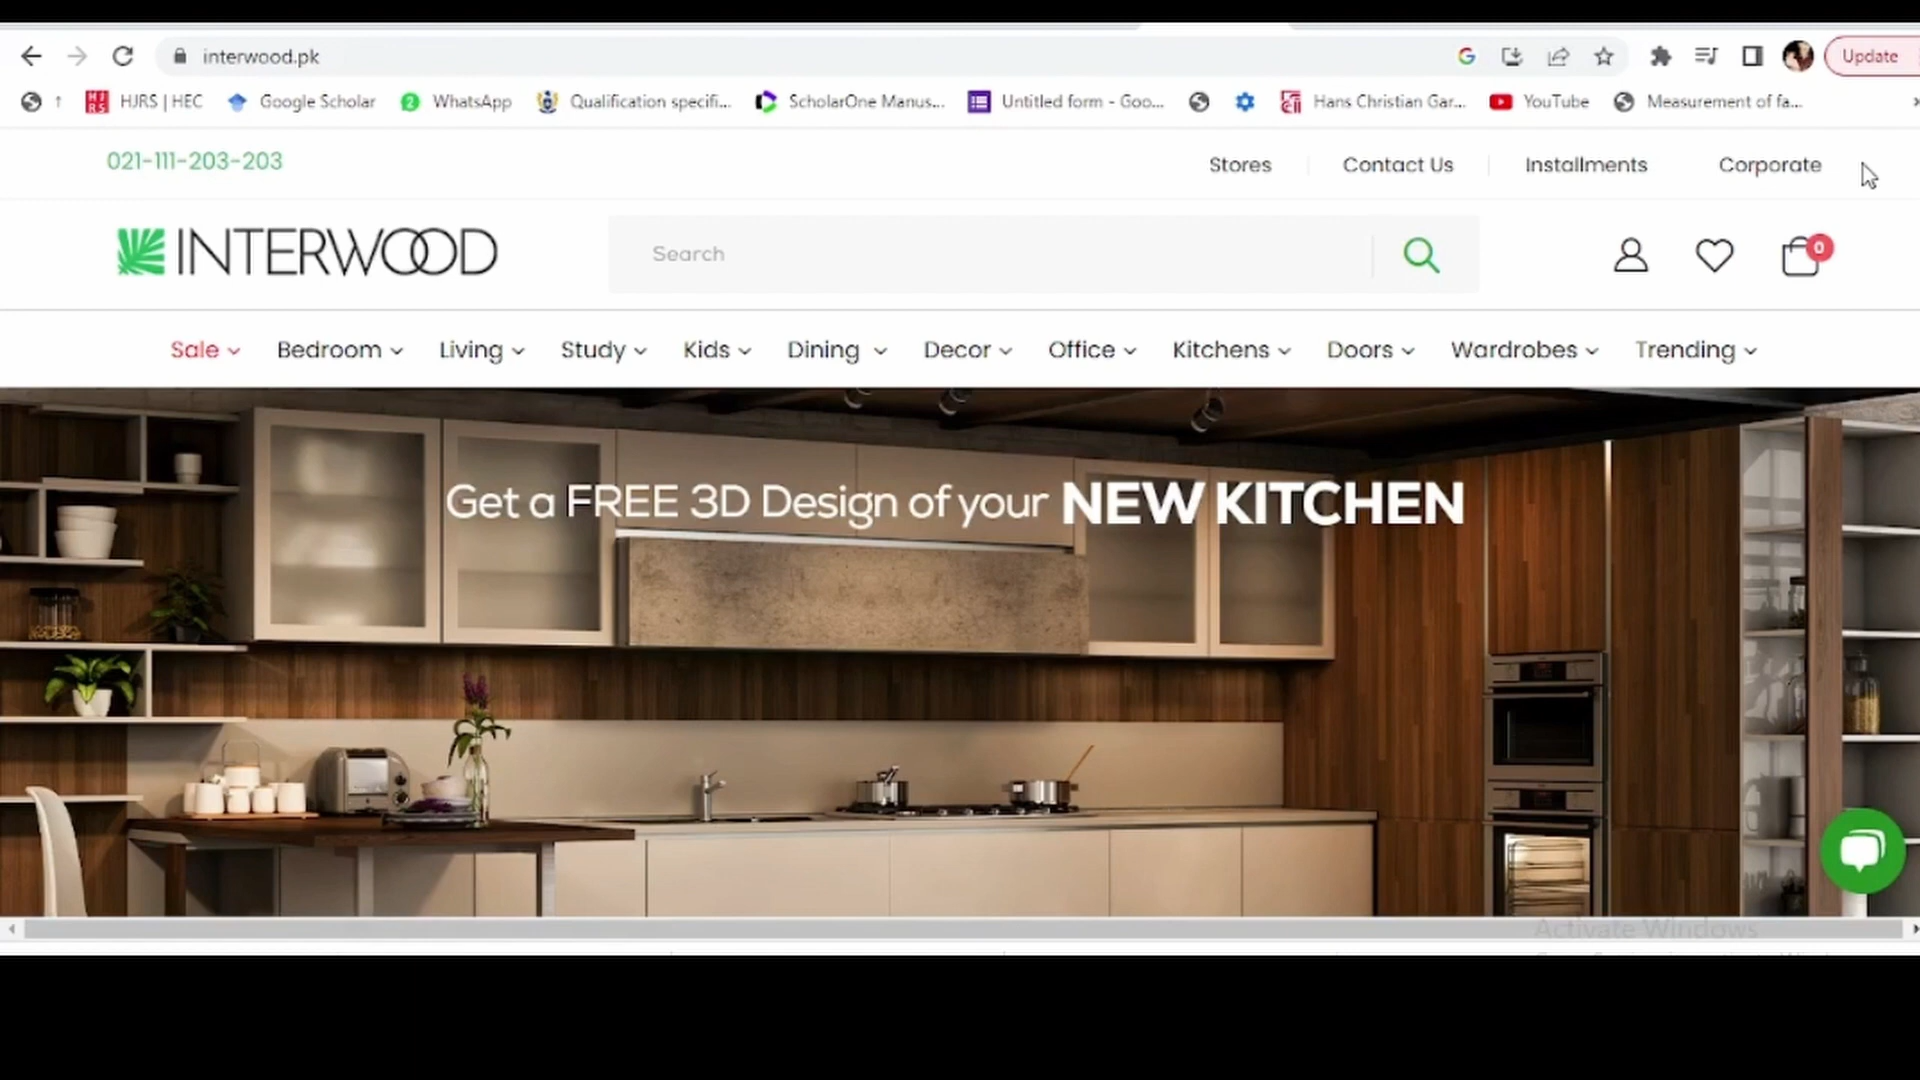 interwood.pk
Update
HJRS | HEC
Google Scholar
WhatsApp
Qualification specifi...
ScholarOne Manus...
Untitled form - Goo...
Hans Christian Gar...
YouTube
Measurement of fa...
021-111-203-203
Stores
Contact Us
Installments
Corporate
INTERWOOD
Search
0
Sale
Bedroom
Living
Study
Kids
Dining
Decor
Office
Kitchens
Doors
Wardrobes
Trending
Get a FREE 3D Design of your NEW KITCHEN
Activate Windows